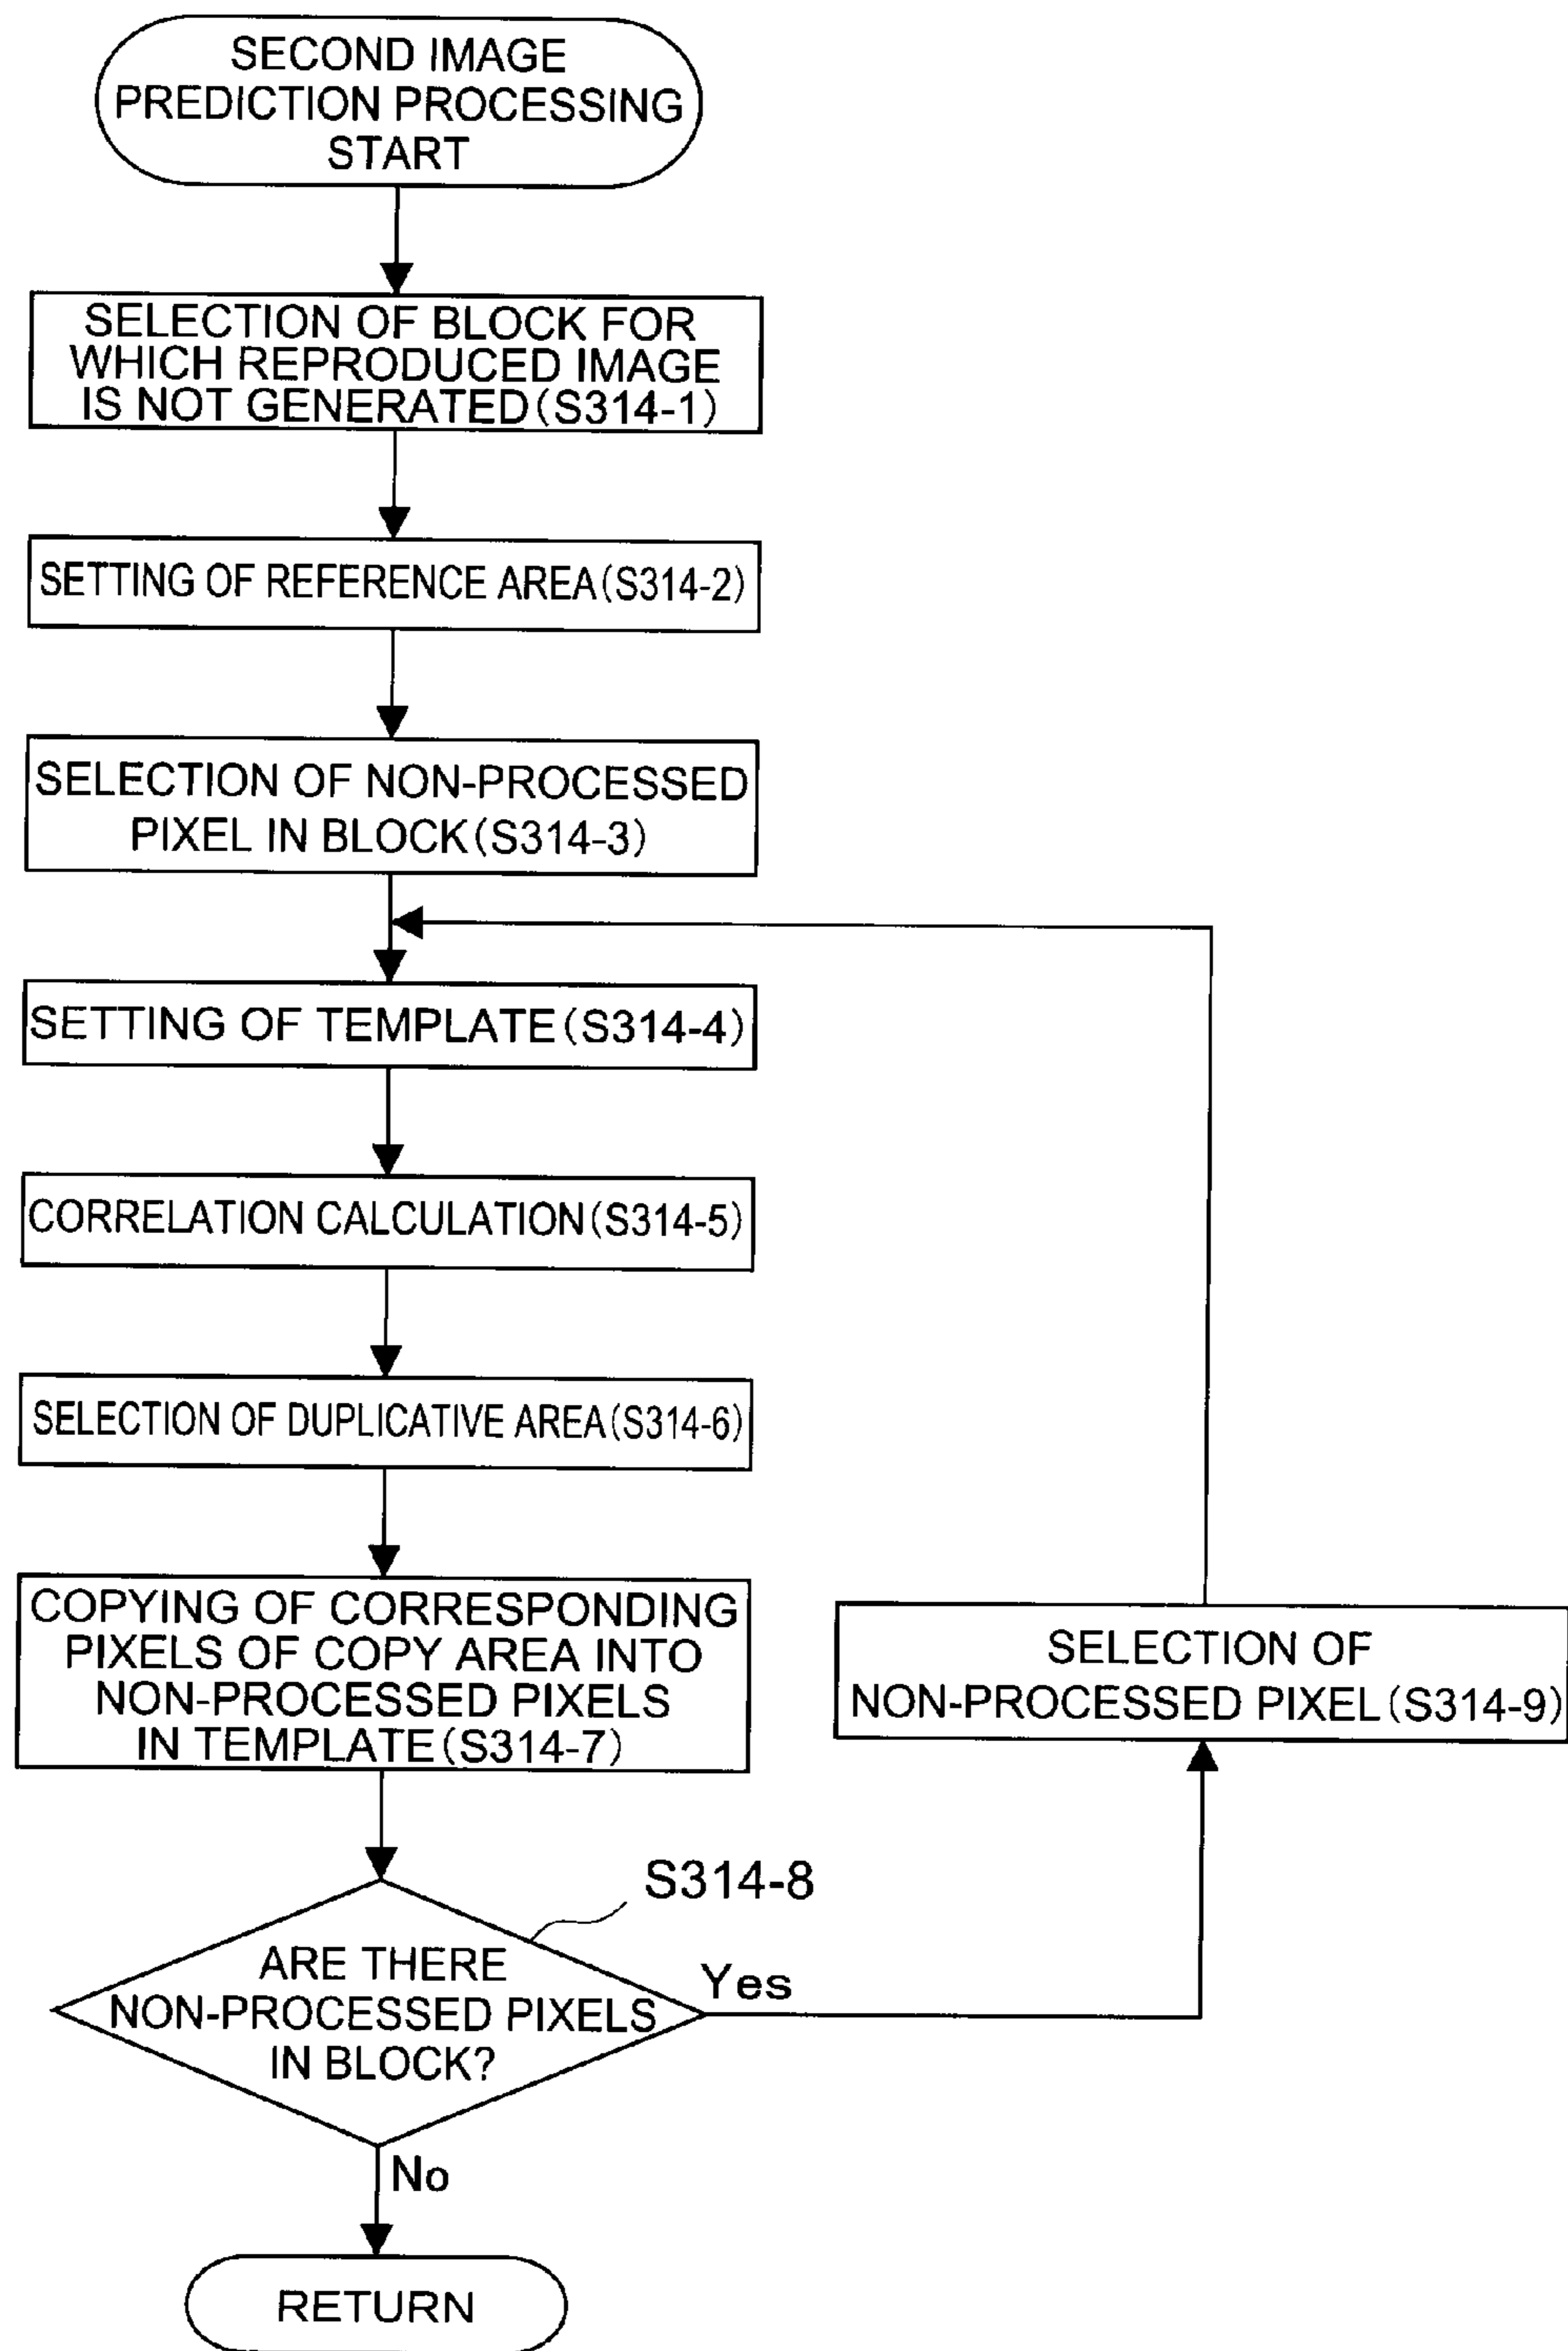 SECOND IMAGE
PREDICTION PROCESSING
START
SELECTION OF BLOCK FOR
WHICH REPRODUCED IMAGE
IS NOT GENERATED(S314-1)
SETTING OF REFERENCE AREA(S314-2)
SELECTION OF NON-PROCESSED
PIXEL IN BLOCK(S314-3)
SETTING OF TEMPLATE(S314-4)
CORRELATION CALCULATION(S314-5)
SELECTION OF DUPLICATIVE AREA(S314-6)
COPYING OF CORRESPONDING
PIXELS OF COPY AREA INTO
NON-PROCESSED PIXELS
IN TEMPLATE(S314-7)
SELECTION OF
NON-PROCESSED PIXEL(S314-9)
S314-8
ARE THERE
NON-PROCESSED PIXELS
IN BLOCK?
Yes
No
RETURN